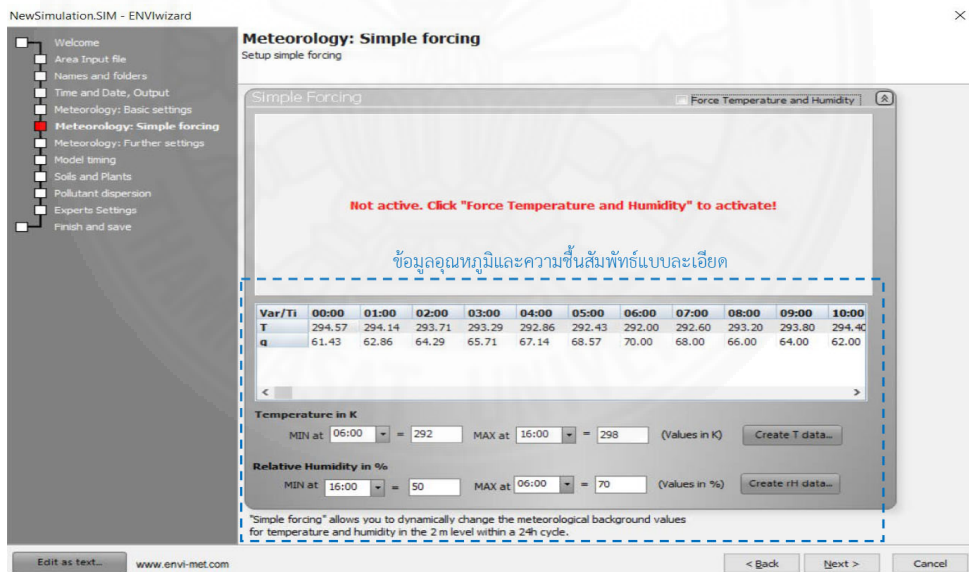 NewSimulation.SIM - ENVIwizard
Welcome
Area Input file
Names and folders
Time and Date, Output
Meteorology: Basic settings
Meteorology: Simple forcing
Meteorology: Further settings
Model timing
Soils and Plants
Pollutant dispersion
Experts Settings
Finish and save
Meteorology: Simple forcing
Setup simple forcing
Simple Forcing
Force Temperature and Humidity
Not active. Click "Force Temperature and Humidity" to activate!
ข้อมูลอุณหภูมิและความชื้นสัมพัทธ์แบบละเอียด
Var/Ti 00:00 01:00 02:00 03:00 04:00 05:00 06:00 07:00 08:00 09:00 10:00
T 294.57 294.14 293.71 293.29 292.86 292.43 292.00 292.60 293.20 293.80 294.40
q 61.43 62.86 64.29 65.71 67.14 68.57 70.00 68.00 66.00 64.00 62.00
Temperature in K
MIN at 06:00 = 292 MAX at 16:00 = 298 (Values in K) Create T data...
Relative Humidity in %
MIN at 16:00 = 50 MAX at 06:00 = 70 (Values in %) Create rH data...
"Simple forcing" allows you to dynamically change the meteorological background values
for temperature and humidity in the 2 m level within a 24h cycle.
Edit as text... www.envi-met.com < Back Next > Cancel